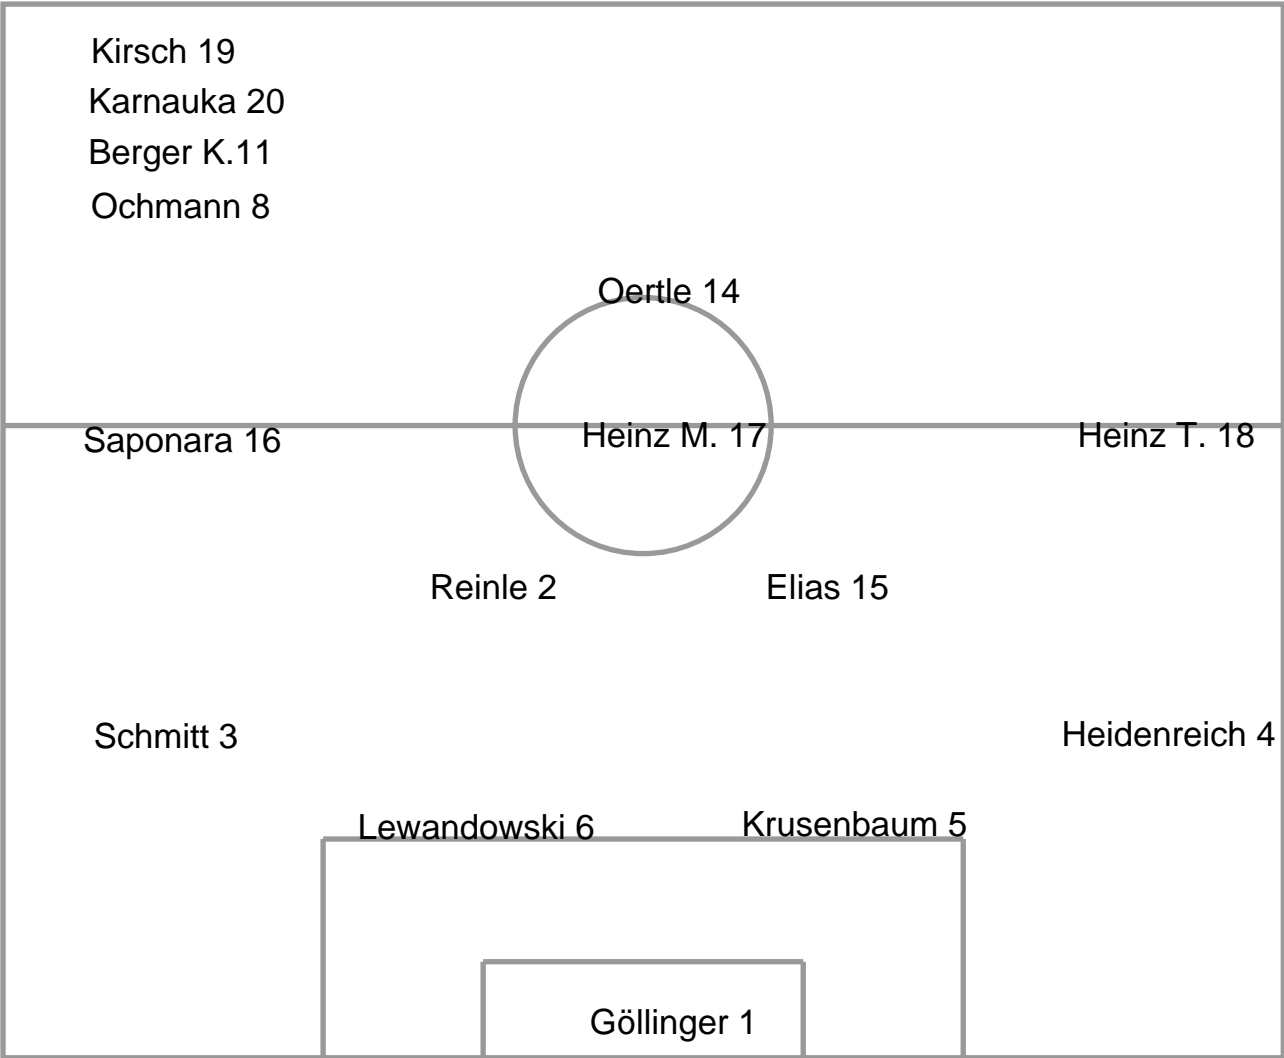 Kirsch 19
Karnauka 20
Berger K.11
Ochmann 8
Oertle 14
Saponara 16
Heinz M. 17
Heinz T. 18
Reinle 2
Elias 15
Schmitt 3
Heidenreich 4
Lewandowski 6
Krusenbaum 5
Göllinger 1